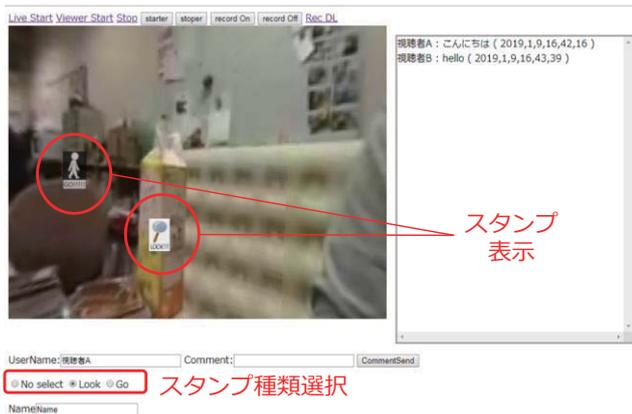 Live Start Viewer Start Stop starter stoper record On record Off Rec DL
視聴者A : こんにちは ( 2019,1,9,16,42,16 )
視聴者B : hello ( 2019,1,9,16,43,39 )
GO!!!!
LOOK!!!
スタンプ
表示
UserName: 視聴者A Comment: CommentSend
No select Look Go
スタンプ種類選択
Name Name